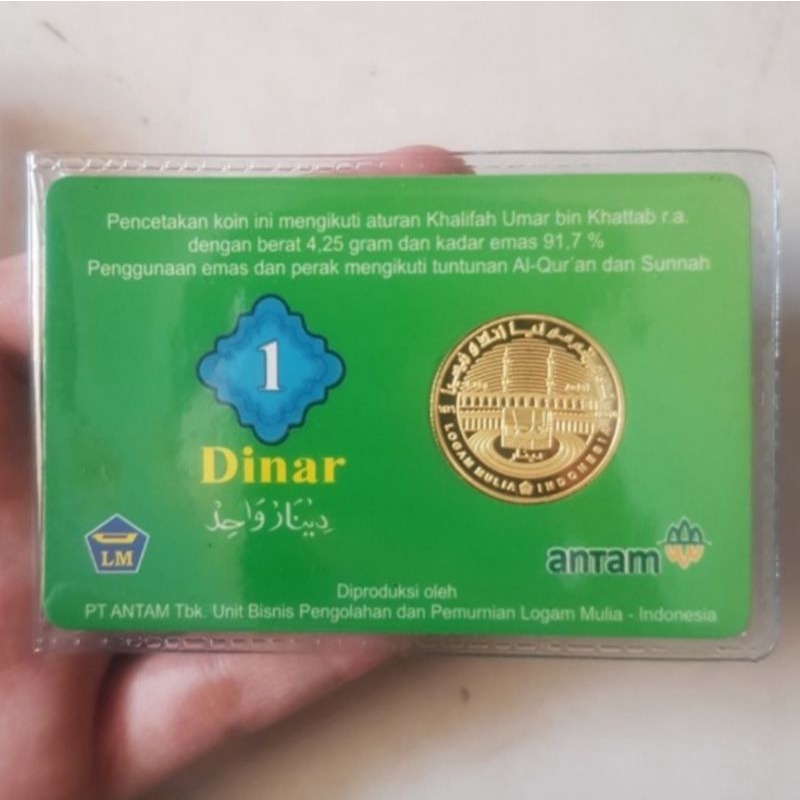 Pencetakan koin ini mengikuti aturan Khalifah Umar bin Khattab r.a.
dengan berat 4,25 gram dan kadar emas 91,7 %
Penggunaan emas dan perak mengikuti tuntunan Al-Qur'an dan Sunnah
1
Dinar
دِيْنَارْ وَاحِدْ
دينار
LOGAM MULIA INDONESIA
LM
antam
Diproduksi oleh
PT ANTAM Tbk. Unit Bisnis Pengolahan dan Pemurnian Logam Mulia - Indonesia